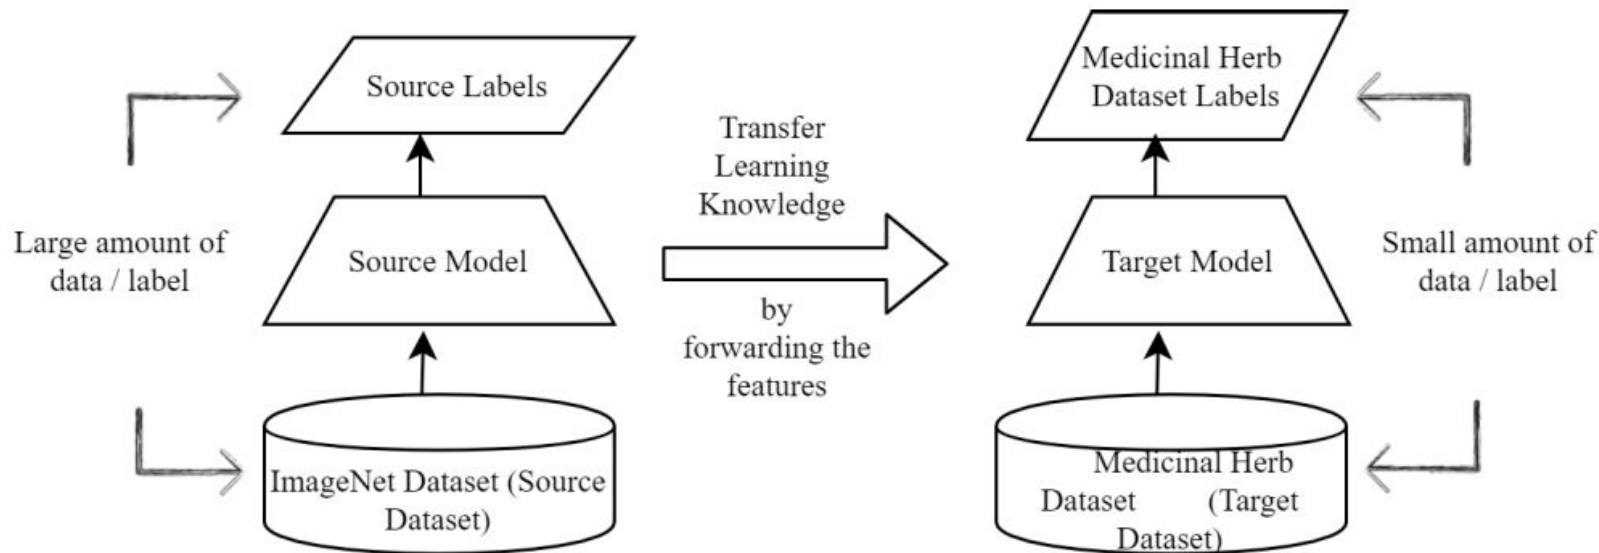 Source Labels
Medicinal Herb
Dataset Labels
Transfer
Learning
Knowledge
Large amount of
data / label
Source Model
Target Model
Small amount of
data / label
by
forwarding the
features
ImageNet Dataset (Source
Dataset)
Medicinal Herb
Dataset (Target
Dataset)